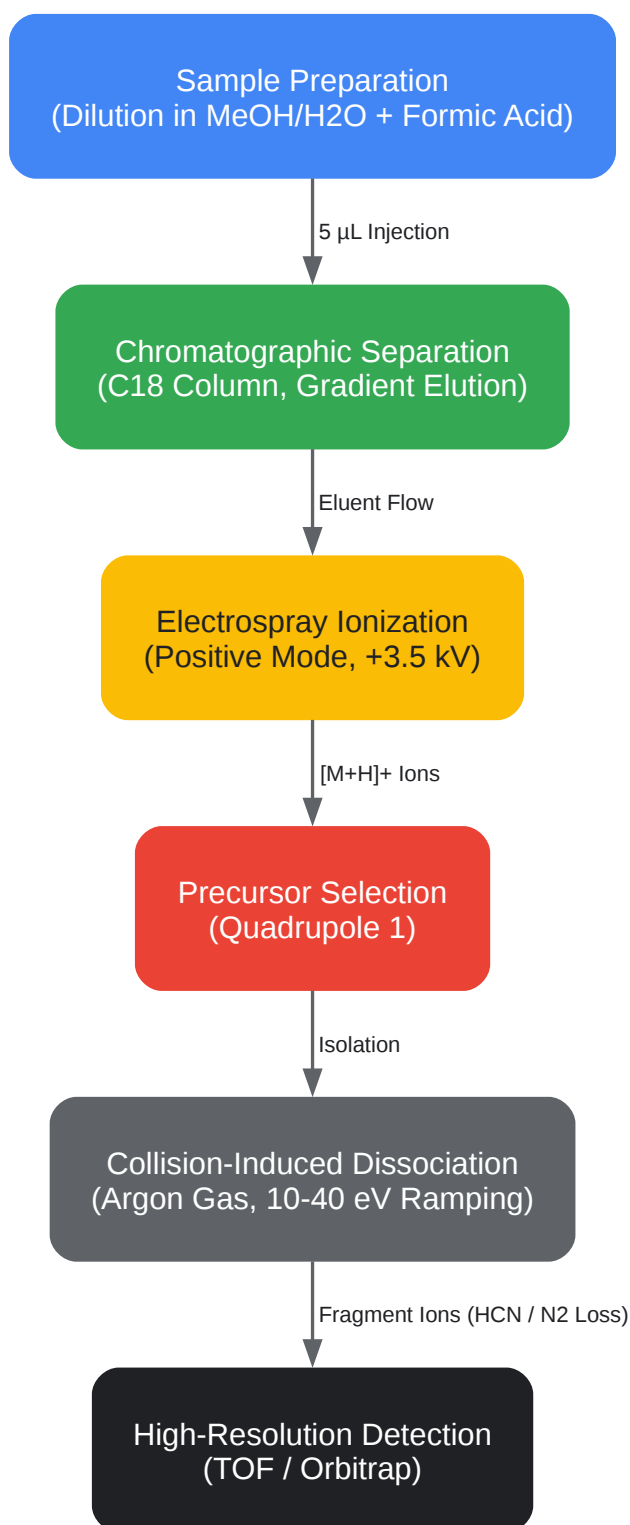 Sample Preparation
(Dilution in MeOH/H2O + Formic Acid)
5 µL Injection
Chromatographic Separation
(C18 Column, Gradient Elution)
Eluent Flow
Electrospray Ionization
(Positive Mode, +3.5 kV)
[M+H]+ Ions
Precursor Selection
(Quadrupole 1)
Isolation
Collision-Induced Dissociation
(Argon Gas, 10-40 eV Ramping)
Fragment Ions (HCN / N2 Loss)
High-Resolution Detection
(TOF / Orbitrap)